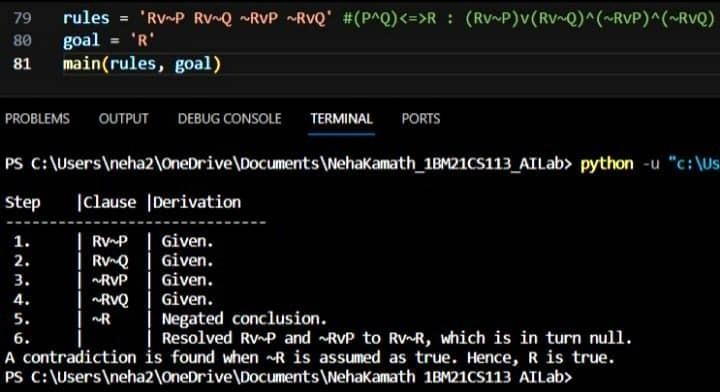 79 rules = 'Rv~P Rv~Q ~RvP ~RvQ' #(P^Q)<=>R : (Rv~P)v(Rv~Q)^(~RvP)^(~RvQ)
80 goal = 'R'
81 main(rules, goal)
PROBLEMS OUTPUT DEBUG CONSOLE TERMINAL PORTS
PS C:\Users\neha2\OneDrive\Documents\NehaKamath_1BM21CS113_AILab> python -u "c:\Us
Step |Clause |Derivation
------------------------------
1. | Rv~P | Given.
2. | Rv~Q | Given.
3. | ~RvP | Given.
4. | ~RvQ | Given.
5. | ~R | Negated conclusion.
6. | | Resolved Rv~P and ~RvP to Rv~R, which is in turn null.
A contradiction is found when ~R is assumed as true. Hence, R is true.
PS C:\Users\neha2\OneDrive\Documents\NehaKamath 1BM21CS113 AILab>